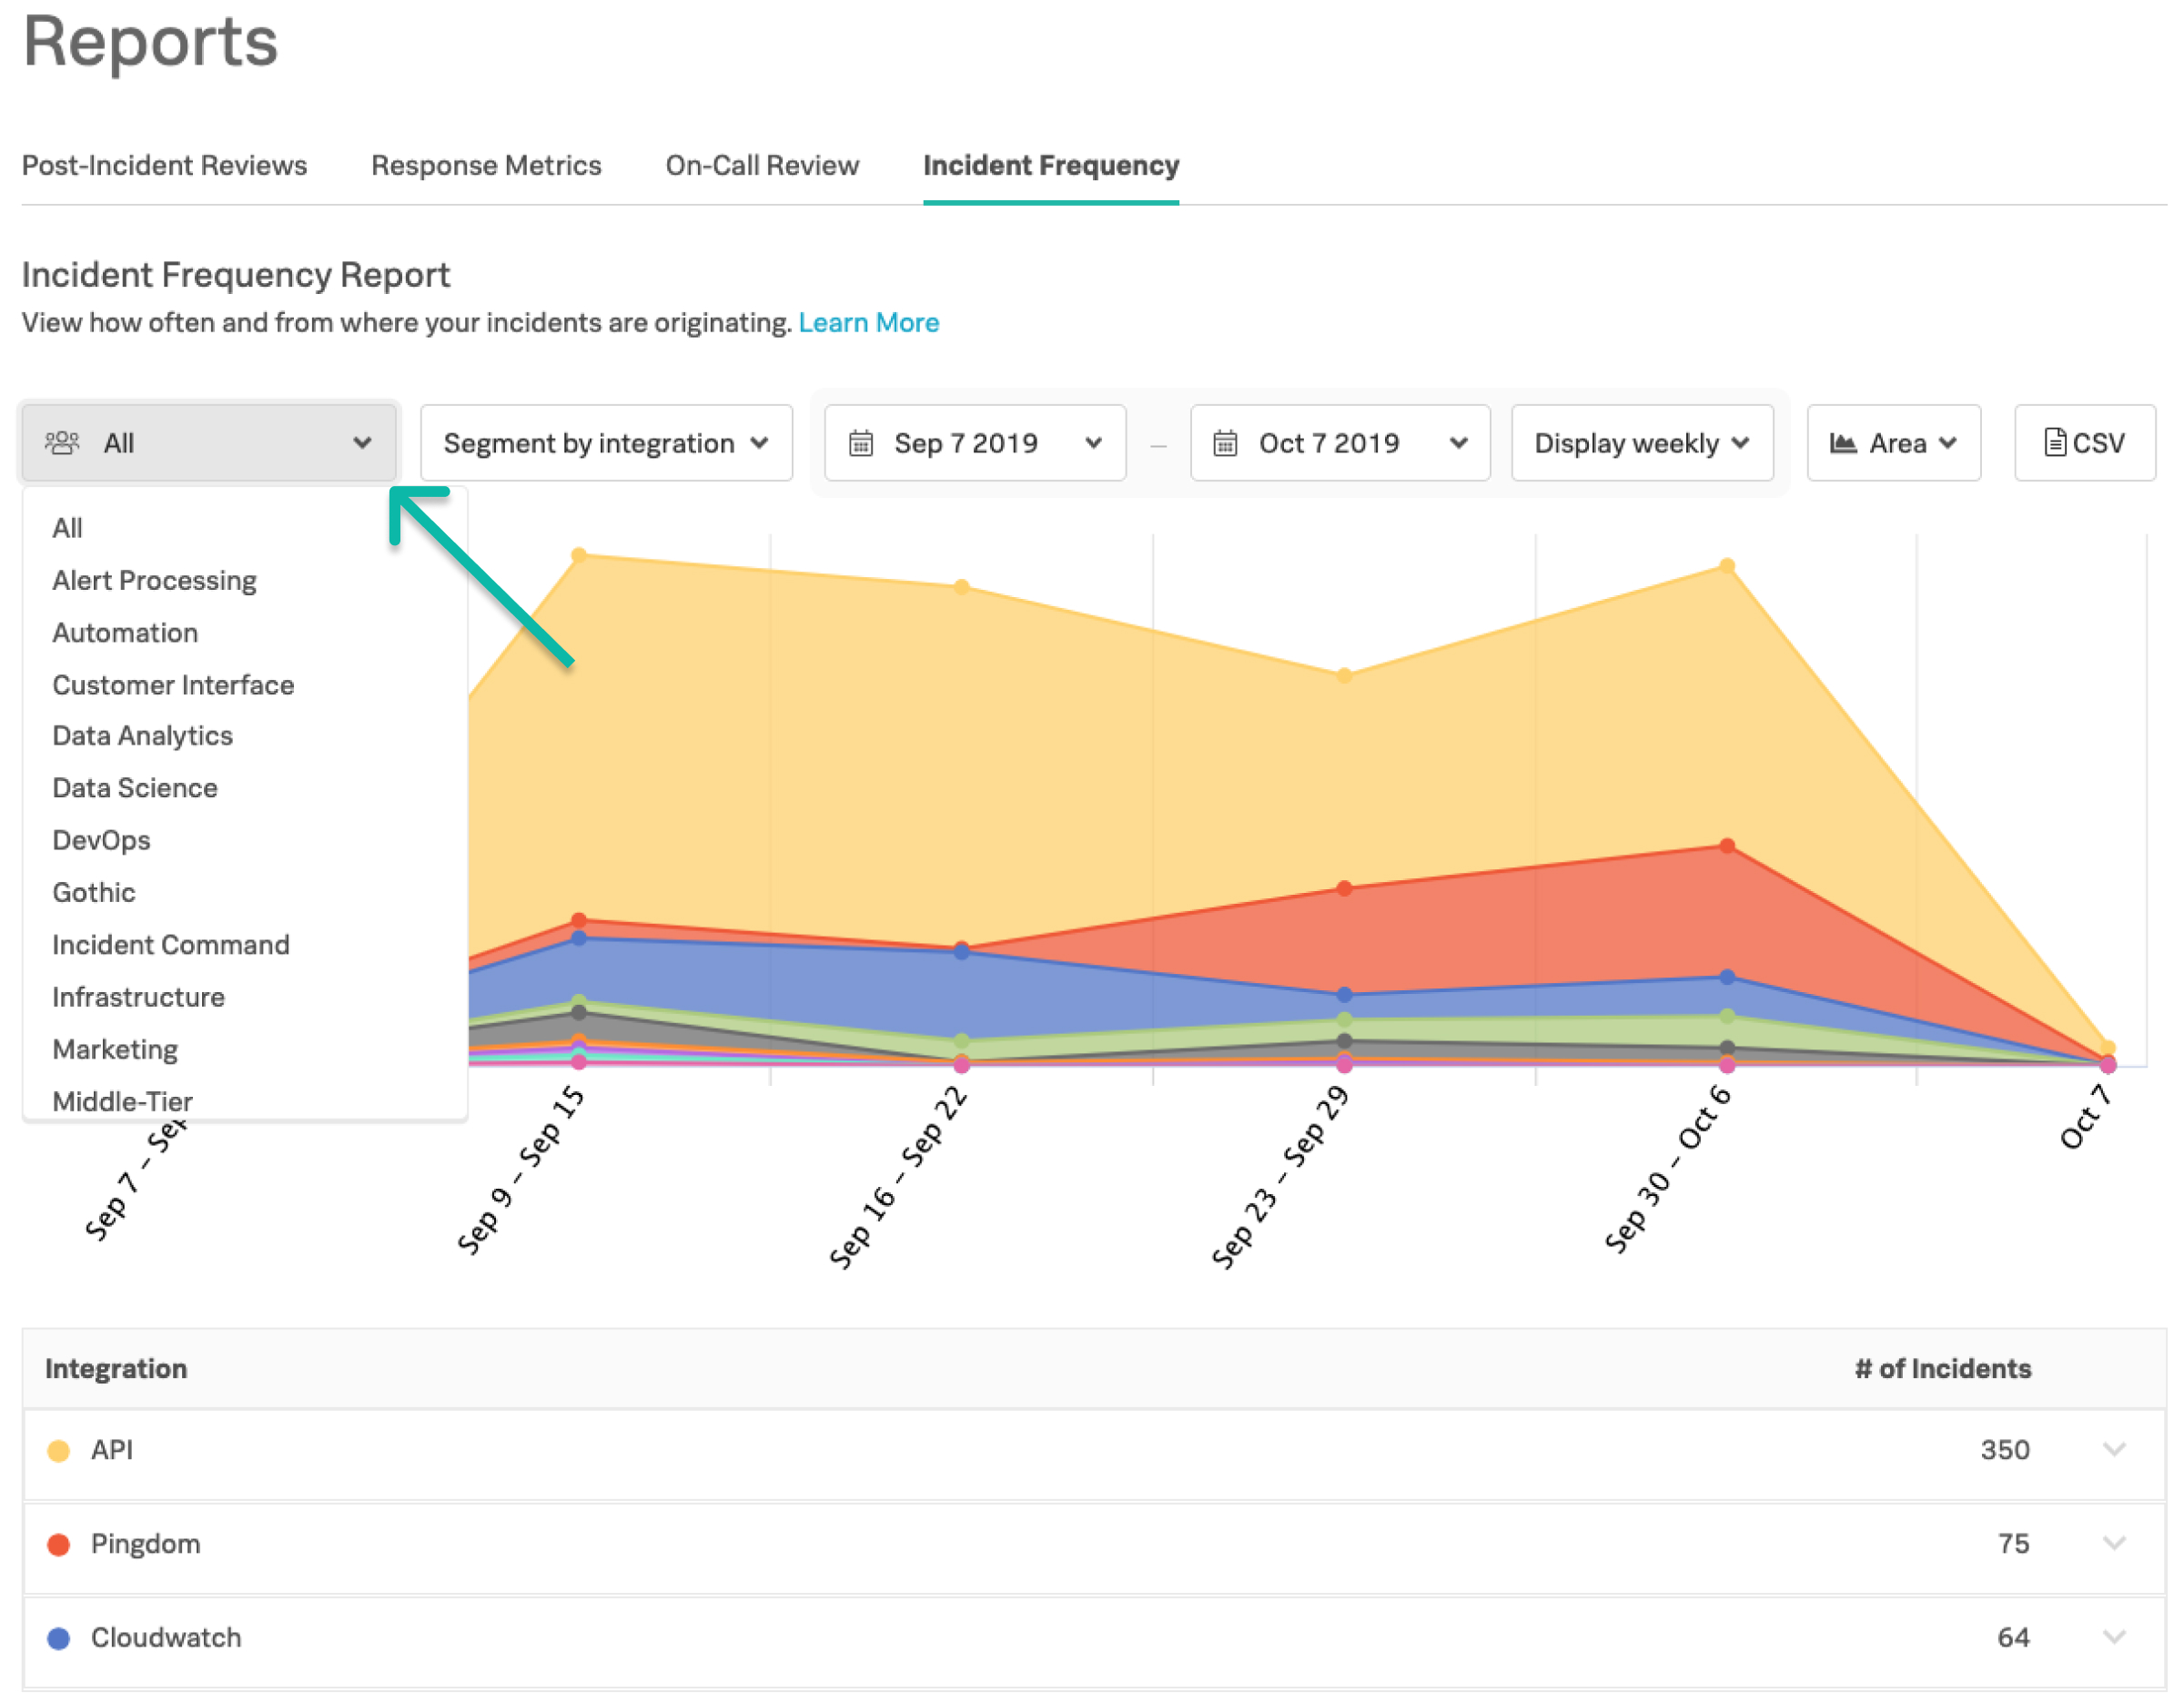 Reports
Post-Incident Reviews Response Metrics On-Call Review Incident Frequency
Incident Frequency Report
View how often and from where your incidents are originating. Learn More
All Segment by integration Sep 7 2019 – Oct 7 2019 Display weekly Area CSV
All
Alert Processing
Automation
Customer Interface
Data Analytics
Data Science
DevOps
Gothic
Incident Command
Infrastructure
Marketing
Middle-Tier
Sep 7 – Sep
Sep 9 – Sep 15
Sep 16 – Sep 22
Sep 23 – Sep 29
Sep 30 – Oct 6
Oct 7
Integration # of Incidents
API 350
Pingdom 75
Cloudwatch 64